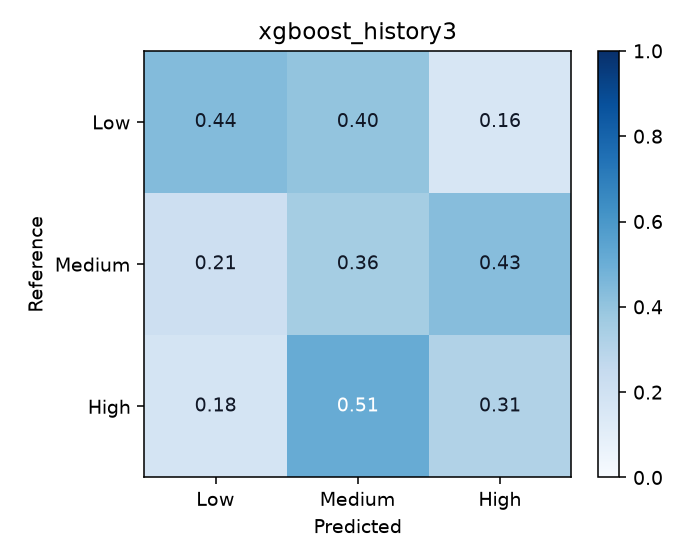 xgboost_history3
Low 0.44 0.40 0.16
Medium 0.21 0.36 0.43
High 0.18 0.51 0.31
Low Medium High
Predicted
Reference
1.0
0.8
0.6
0.4
0.2
0.0